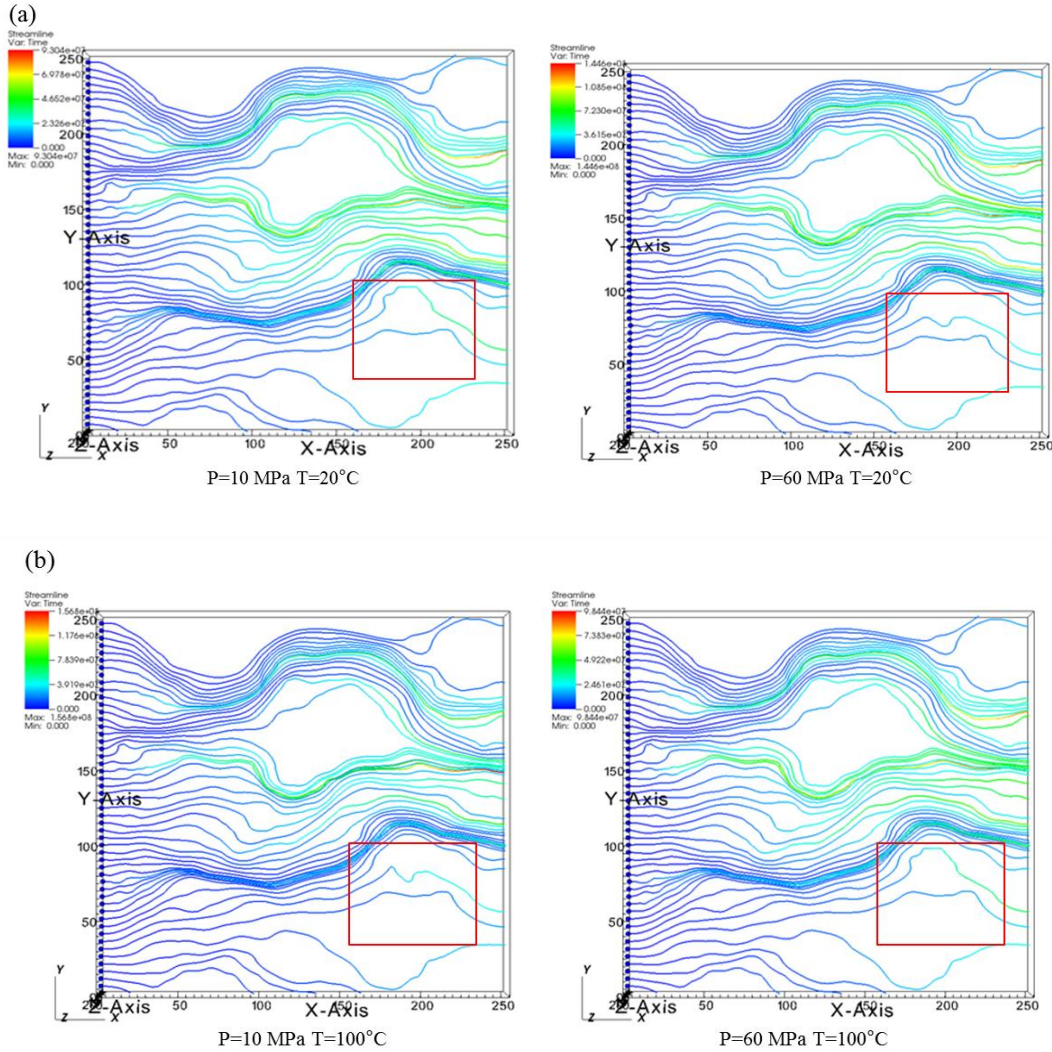 (a)
Streamline
Var: Time
9.304e+07
6.978e+07
4.652e+07
2.326e+07
0.000
Max: 9.304e+07
Min: 0.000
250
200
150
Y-Axis
100
50
Y
Z X
Z-Axis
50 100 X-Axis 200 250
P=10 MPa T=20°C
Streamline
Var: Time
1.446e+08
1.085e+08
7.230e+07
3.615e+07
0.000
Max: 1.446e+08
Min: 0.000
250
200
150
Y-Axis
100
50
Y
Z X
Z-Axis
50 100 X-Axis 200 250
P=60 MPa T=20°C
(b)
Streamline
Var: Time
1.568e+08
1.176e+08
7.839e+07
3.919e+07
0.000
Max: 1.568e+08
Min: 0.000
250
200
150
Y-Axis
100
50
Y
Z X
Z-Axis
50 100 X-Axis 200 250
P=10 MPa T=100°C
Streamline
Var: Time
9.844e+07
7.383e+07
4.922e+07
2.461e+07
0.000
Max: 9.844e+07
Min: 0.000
250
200
150
Y-Axis
100
50
Y
Z X
Z-Axis
50 100 X-Axis 200 250
P=60 MPa T=100°C